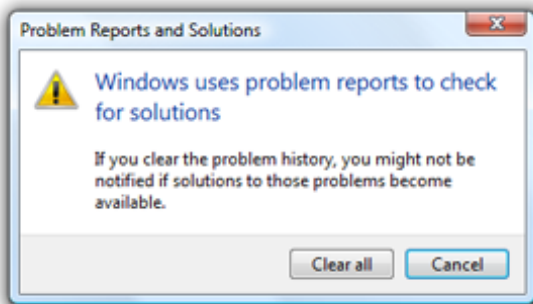 Problem Reports and Solutions
Windows uses problem reports to check
for solutions
If you clear the problem history, you might not be
notified if solutions to those problems become
available.
Clear all
Cancel